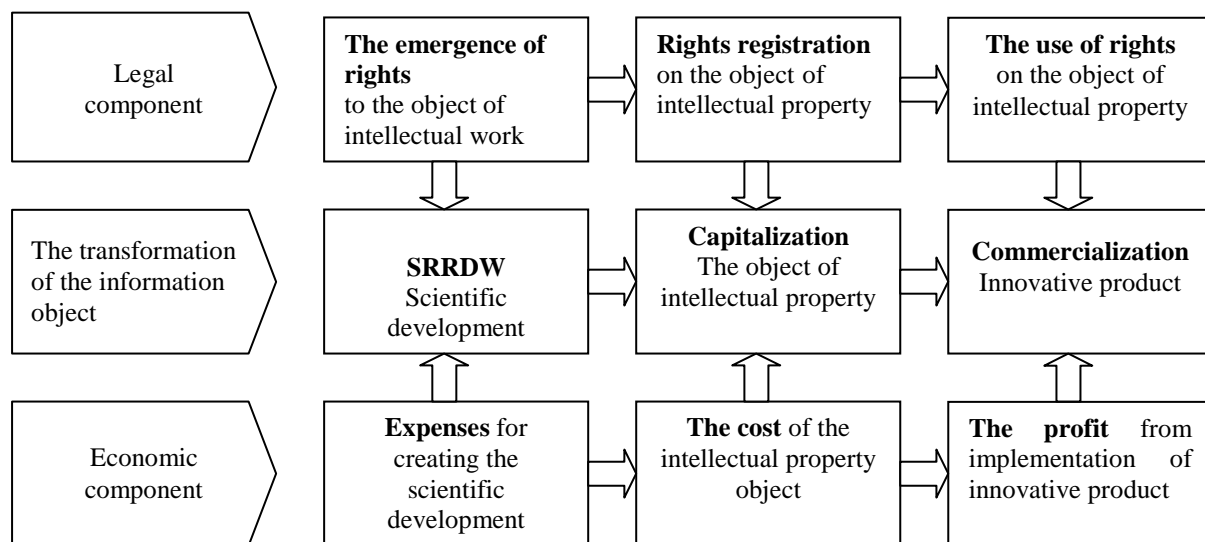 Legal
component
The emergence of
rights
to the object of
intellectual work
Rights registration
on the object of
intellectual property
The use of rights
on the object of
intellectual property
The transformation
of the information
object
SRRDW
Scientific
development
Capitalization
The object of
intellectual property
Commercialization
Innovative product
Economic
component
Expenses for
creating the
scientific
development
The cost of the
intellectual property
object
The profit from
implementation of
innovative product